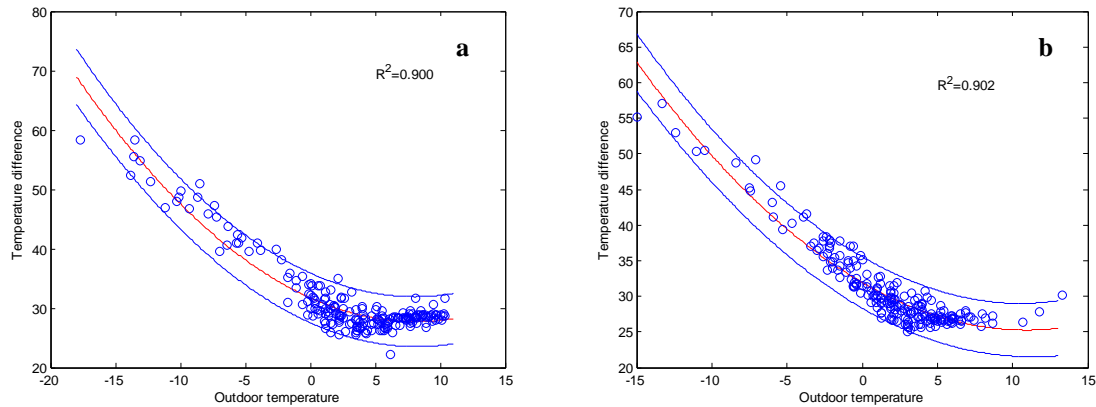 80
70
60
50
40
30
20
-20 -15 -10 -5 0 5 10 15
Temperature difference
Outdoor temperature
R²=0.900
a
70
65
60
55
50
45
40
35
30
25
20
-15 -10 -5 0 5 10 15
Temperature difference
Outdoor temperature
R²=0.902
b